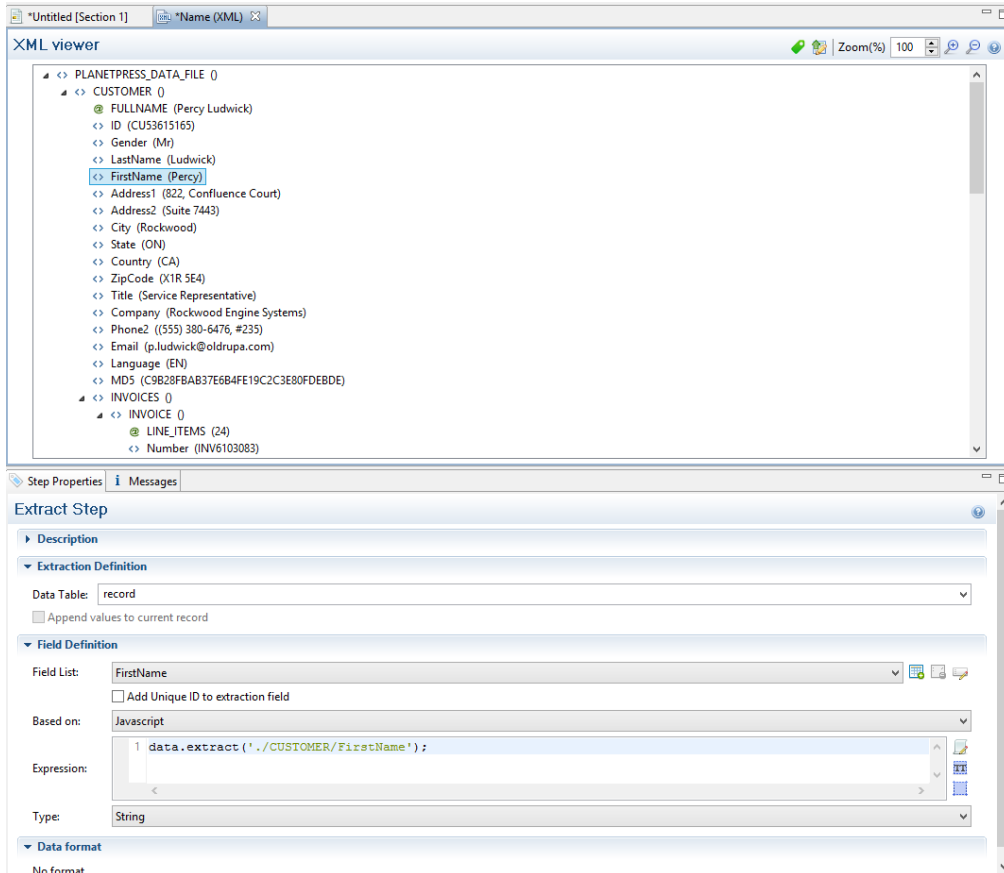 *Untitled [Section 1] *Name (XML)
XML viewer Zoom(%) 100
PLANETPRESS_DATA_FILE ()
CUSTOMER ()
@ FULLNAME (Percy Ludwick)
<> ID (CU53615165)
<> Gender (Mr)
<> LastName (Ludwick)
<> FirstName (Percy)
<> Address1 (822, Confluence Court)
<> Address2 (Suite 7443)
<> City (Rockwood)
<> State (ON)
<> Country (CA)
<> ZipCode (X1R 5E4)
<> Title (Service Representative)
<> Company (Rockwood Engine Systems)
<> Phone2 ((555) 380-6476, #235)
<> Email (p.ludwick@oldrupa.com)
<> Language (EN)
<> MD5 (C9B28FBAB37E6B4FE19C2C3E80FDEBDE)
<> INVOICES ()
<> INVOICE ()
@ LINE_ITEMS (24)
<> Number (INV6103083)
Step Properties i Messages
Extract Step
Description
Extraction Definition
Data Table: record
Append values to current record
Field Definition
Field List: FirstName
Add Unique ID to extraction field
Based on: Javascript
1 data.extract('./CUSTOMER/FirstName');
Expression:
Type: String
Data format
No format